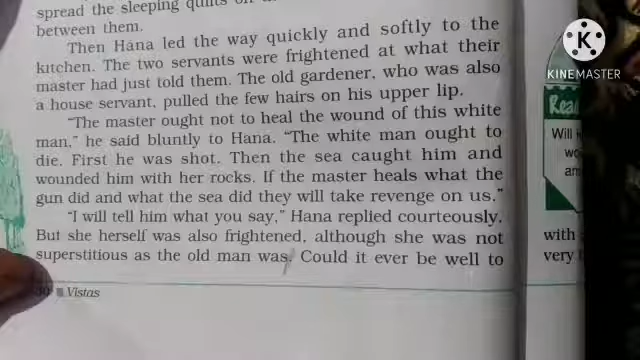 spread the sleeping quilts on
between them.
Then Hana led the way quickly and softly to the
kitchen. The two servants were frightened at what their
master had just told them. The old gardener, who was also
a house servant, pulled the few hairs on his upper lip.
"The master ought not to heal the wound of this white
man," he said bluntly to Hana. "The white man ought to
die. First he was shot. Then the sea caught him and
wounded him with her rocks. If the master heals what the
gun did and what the sea did they will take revenge on us."
"I will tell him what you say," Hana replied courteously.
But she herself was also frightened, although she was not
superstitious as the old man was. Could it ever be well to
Vistas
KINEMASTER
Read
Will
with
very